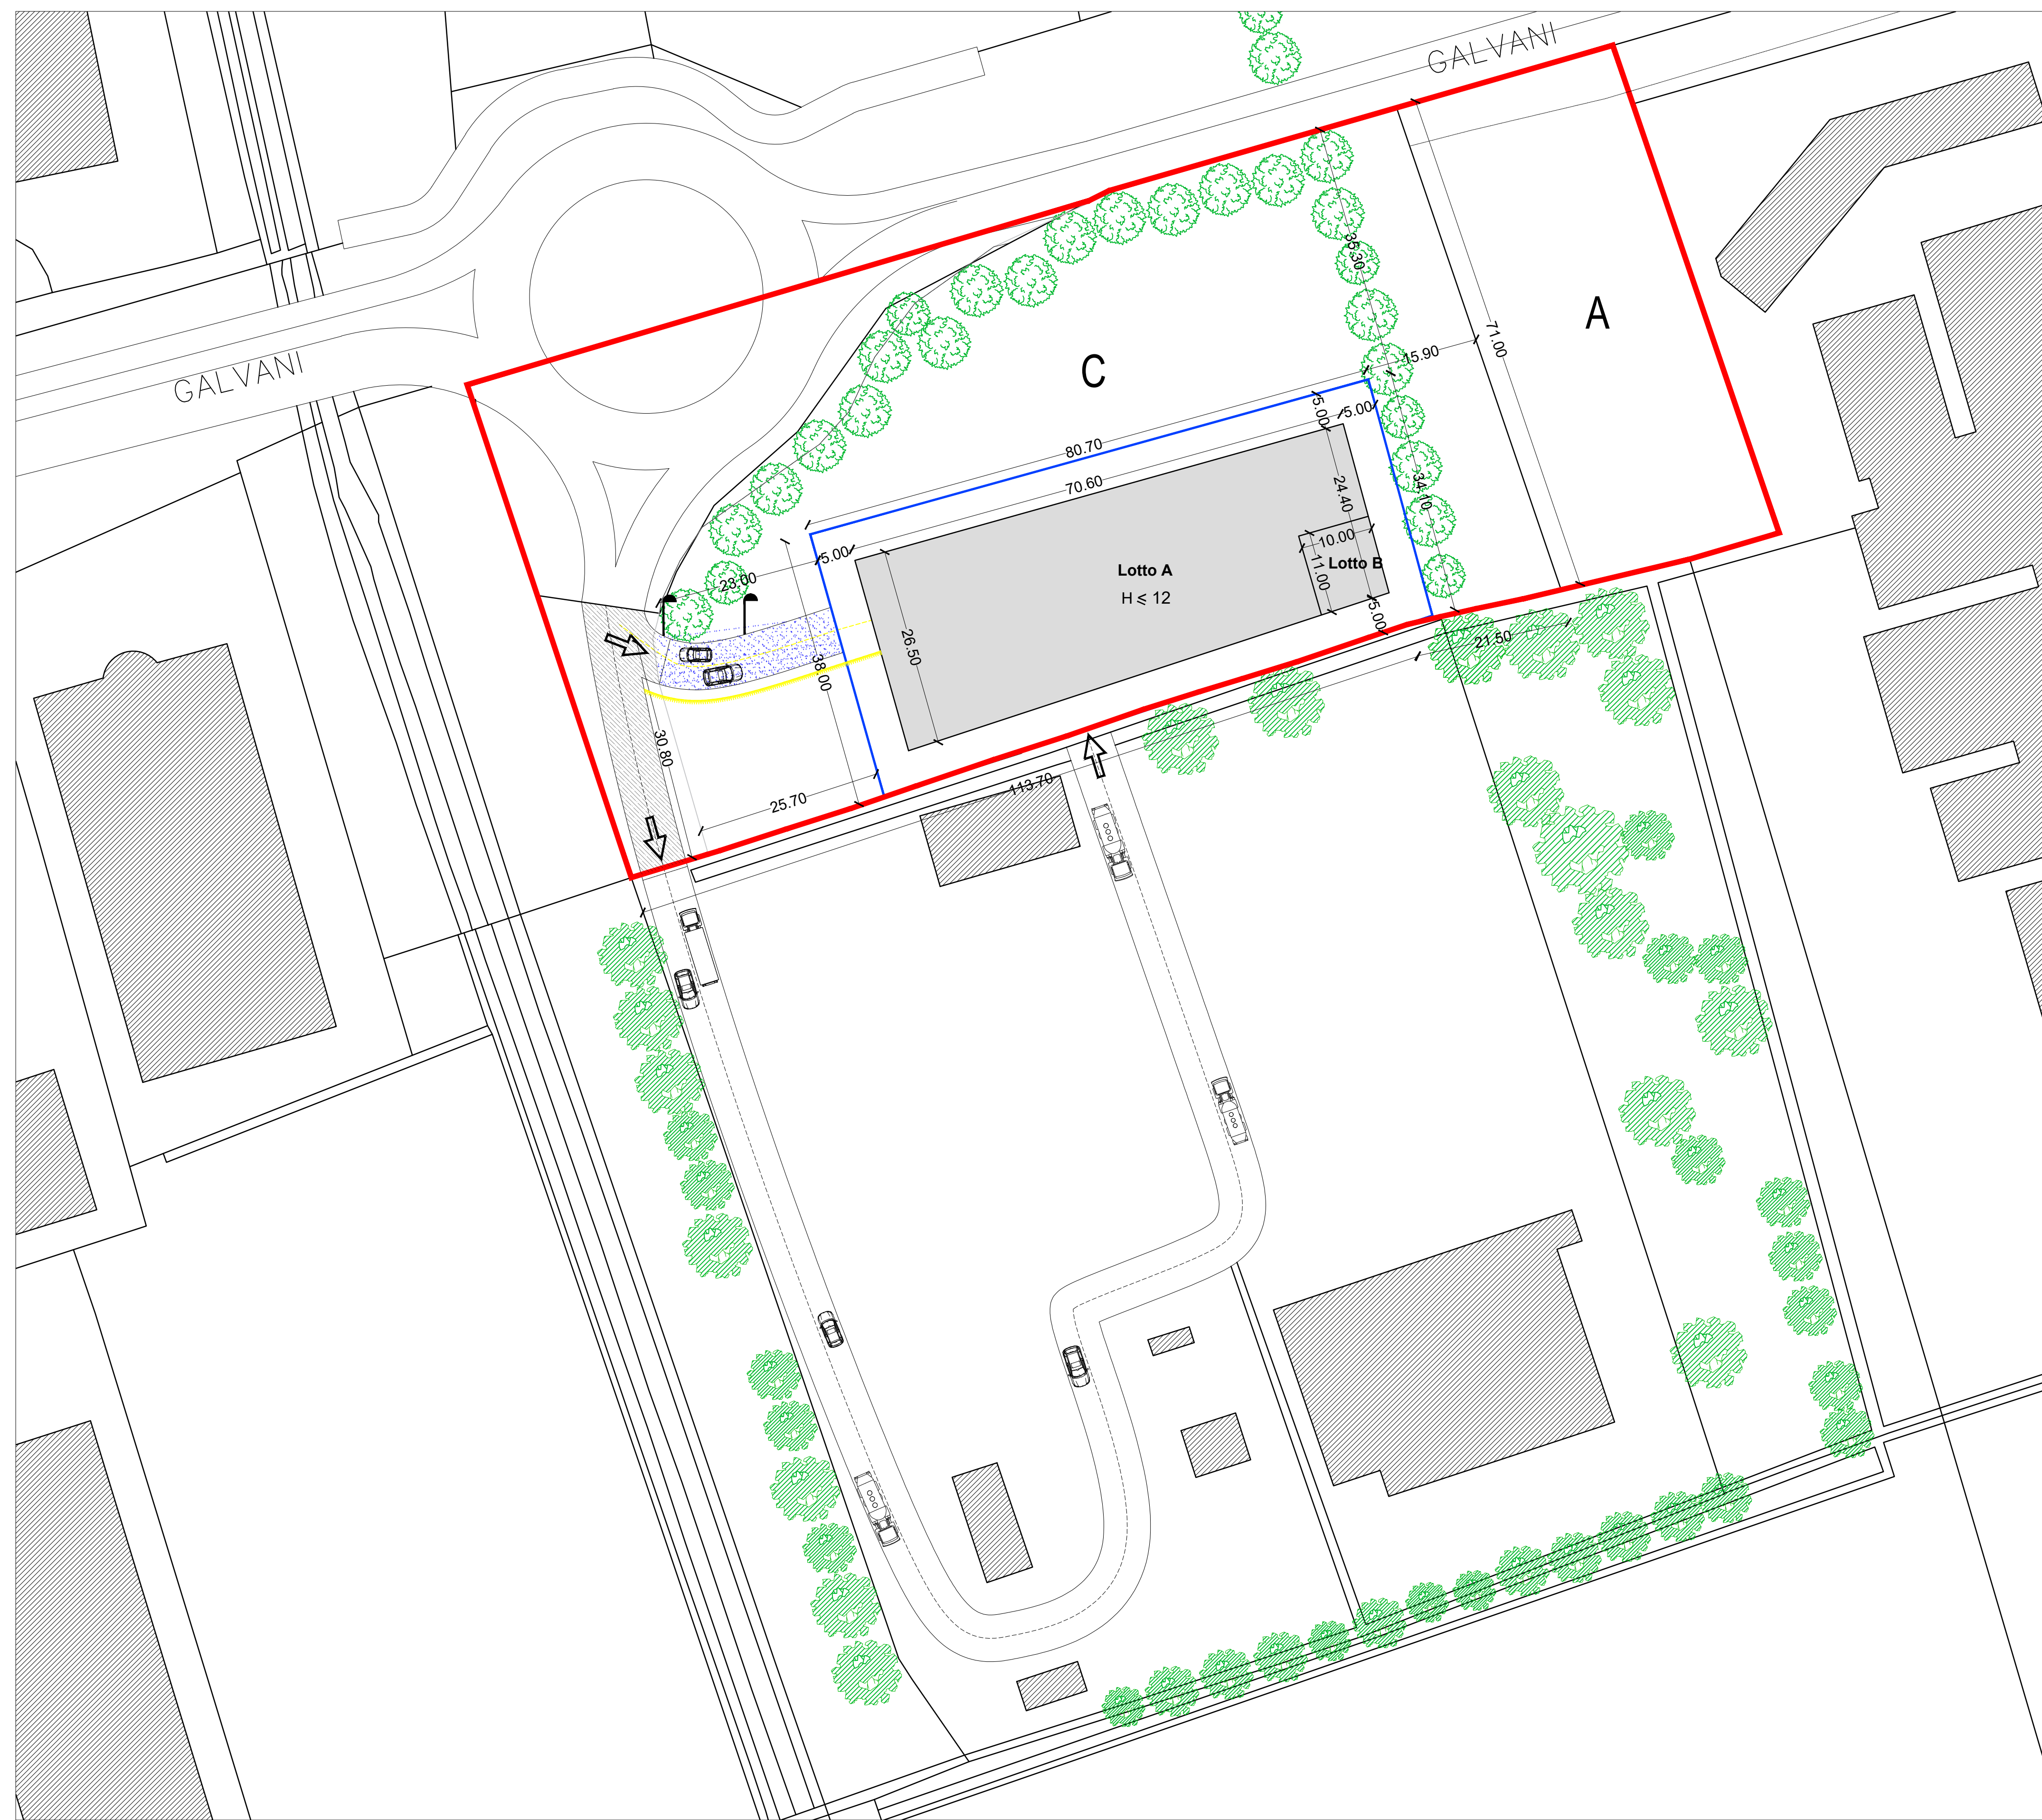 GALVANI
GALVANI
35.30
71.00
A
15.90
C
5.00
5.00
80.70
70.60
24.40
34.10
10.00
11.00
Lotto A
H ⩽ 12
Lotto B
5.00
5.00
23.00
26.50
38.00
30.80
25.70
113.70
21.50